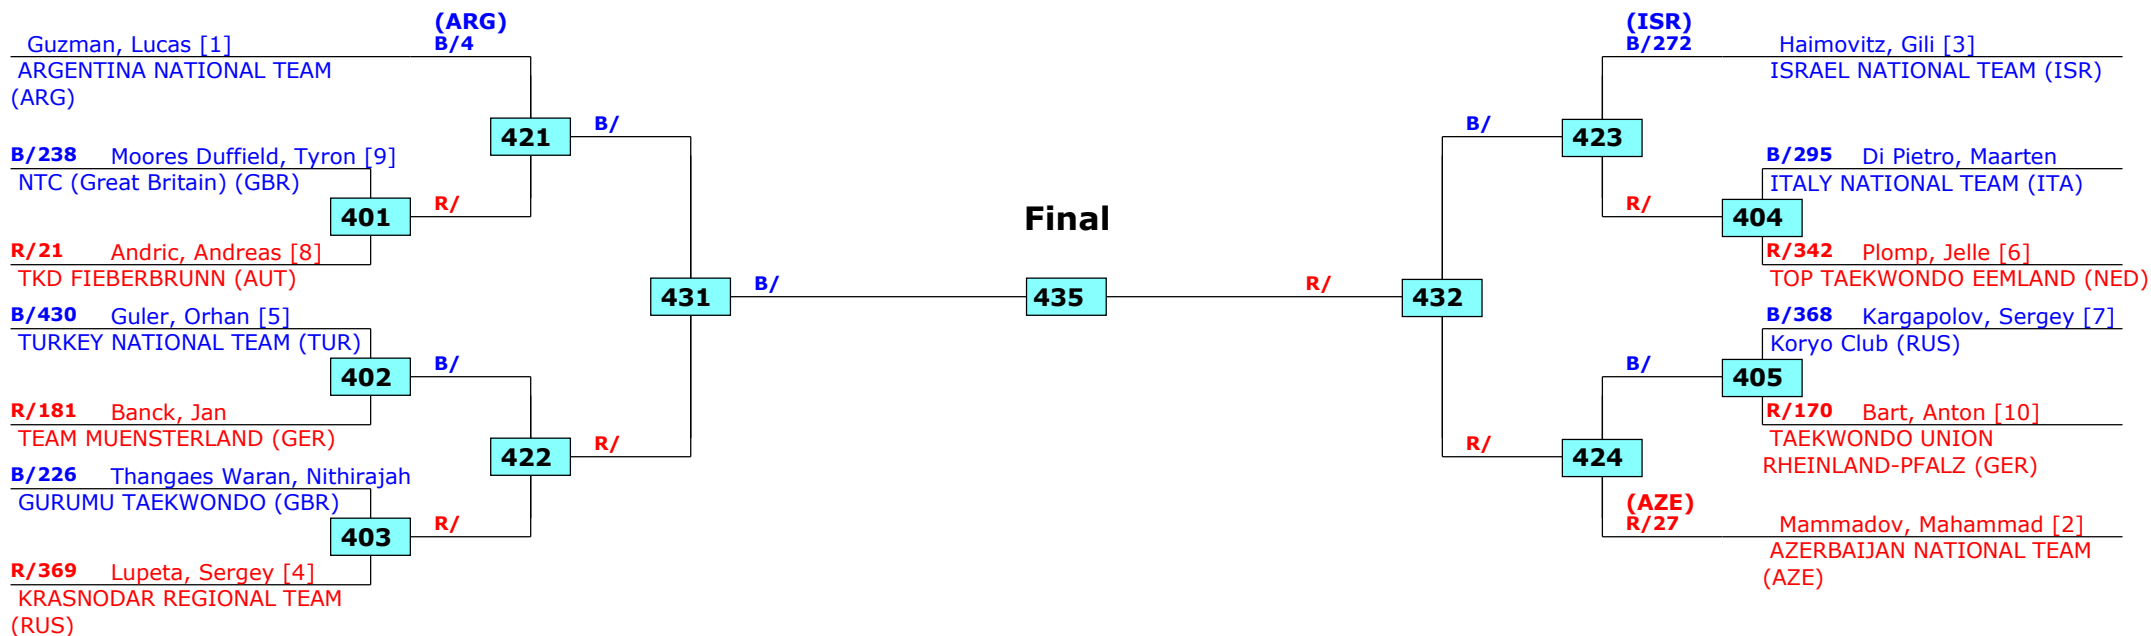 (ARG)
Guzman, Lucas [1]
B/4
ARGENTINA NATIONAL TEAM
(ARG)
421
B/
B/238 Moores Duffield, Tyron [9]
NTC (Great Britain) (GBR)
401
R/
R/21 Andric, Andreas [8]
TKD FIEBERBRUNN (AUT)
431
B/
B/430 Guler, Orhan [5]
TURKEY NATIONAL TEAM (TUR)
402
B/
R/181 Banck, Jan
TEAM MUENSTERLAND (GER)
422
R/
B/226 Thangaes Waran, Nithirajah
GURUMU TAEKWONDO (GBR)
403
R/
R/369 Lupeta, Sergey [4]
KRASNODAR REGIONAL TEAM
(RUS)
Final
435
(ISR)
B/272 Haimovitz, Gili [3]
ISRAEL NATIONAL TEAM (ISR)
B/
423
B/295 Di Pietro, Maarten
ITALY NATIONAL TEAM (ITA)
R/
404
R/342 Plomp, Jelle [6]
TOP TAEKWONDO EEMLAND (NED)
R/
432
B/368 Kargapolov, Sergey [7]
Koryo Club (RUS)
B/
405
R/170 Bart, Anton [10]
TAEKWONDO UNION
RHEINLAND-PFALZ (GER)
R/
424
(AZE)
R/27 Mammadov, Mahammad [2]
AZERBAIJAN NATIONAL TEAM
(AZE)